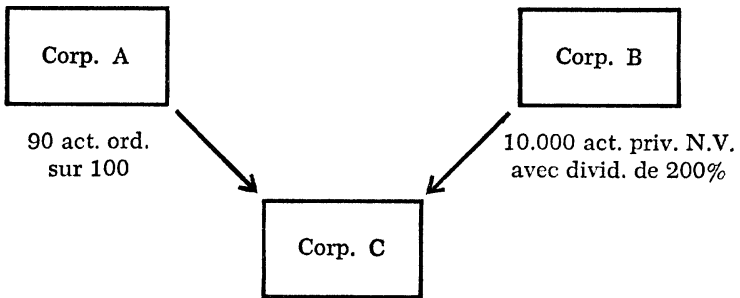 Corp. A
Corp. B
90 act. ord.
sur 100
10.000 act. priv. N.V.
avec divid. de 200%
Corp. C